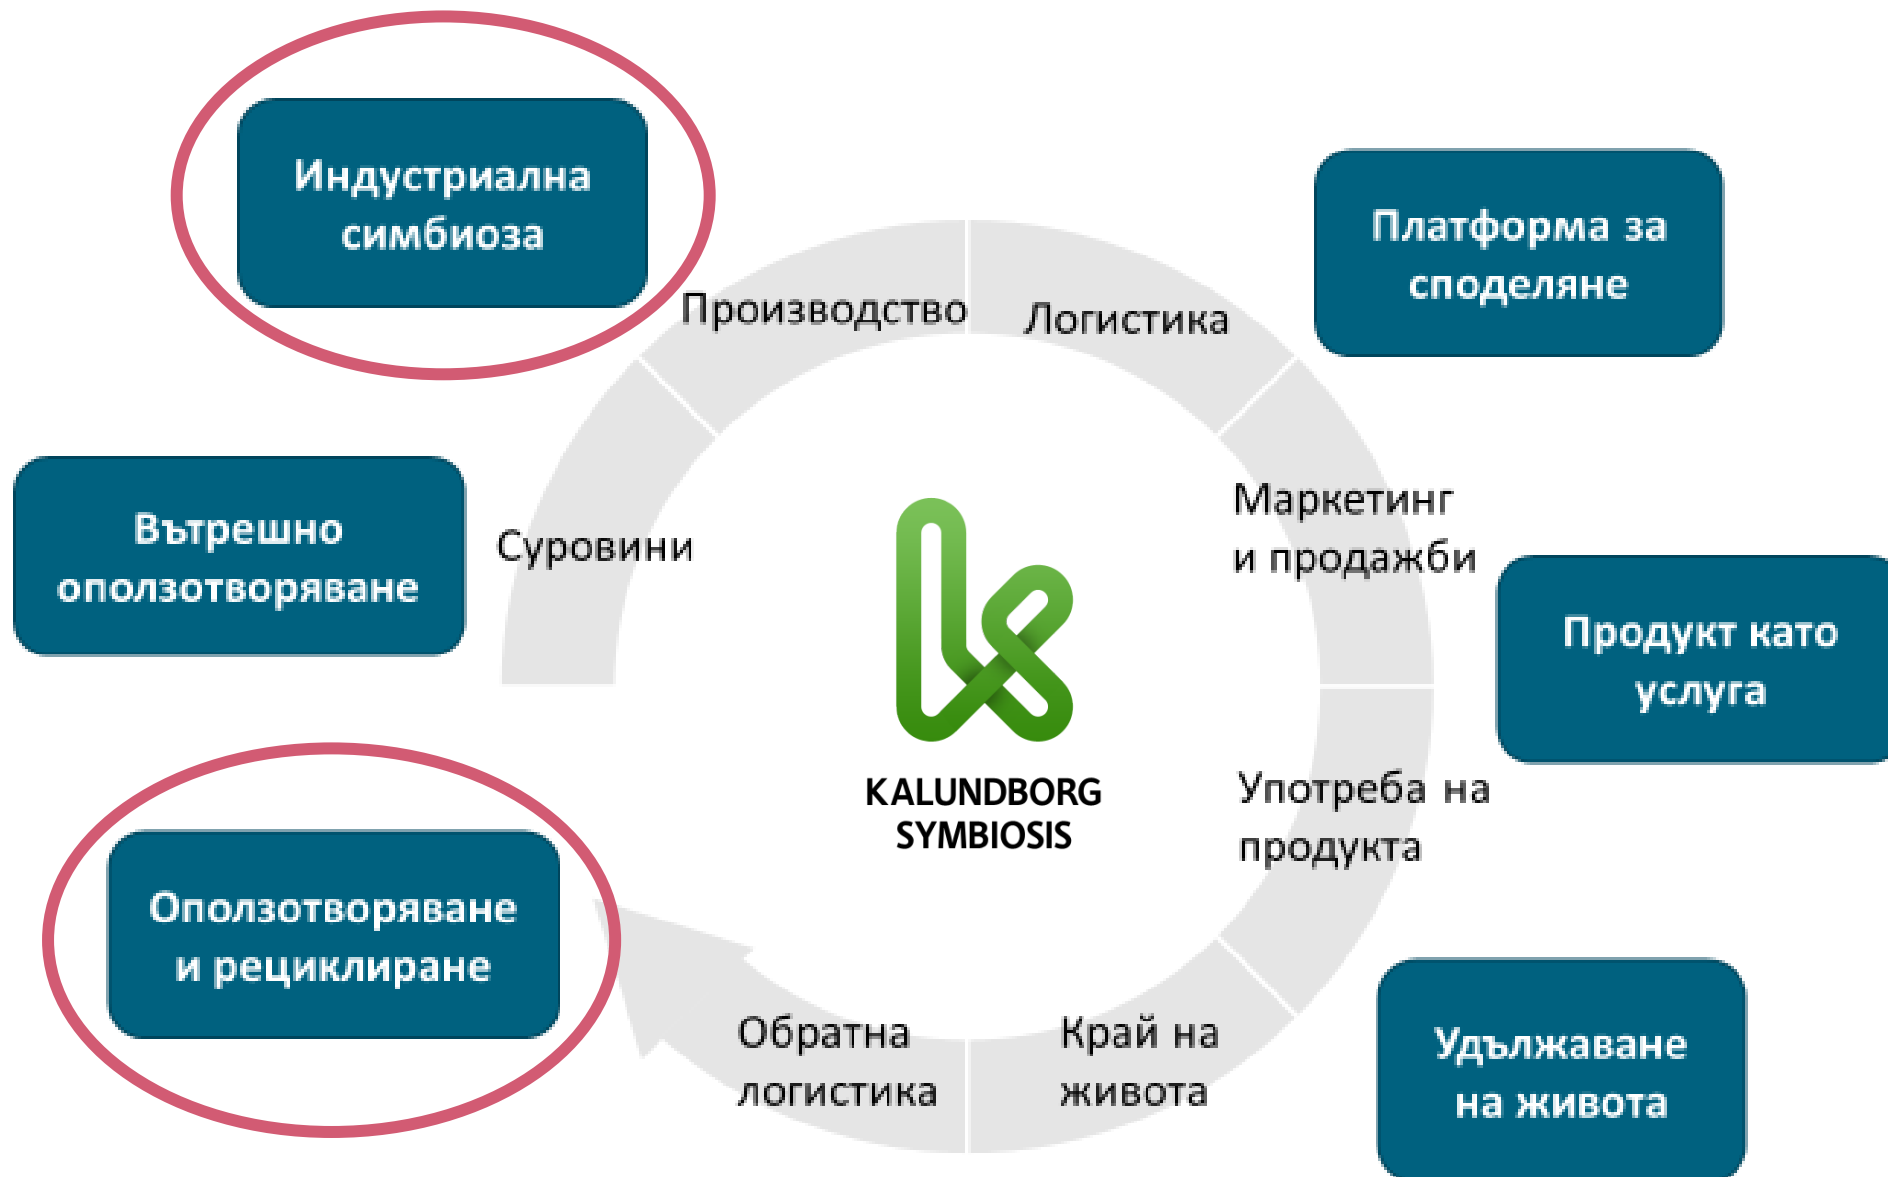 Индустриална
симбиоза
Платформа за
споделяне
Производство
Логистика
Маркетинг
и продажби
Вътрешно
оползотворяване
Суровини
Продукт като
услуга
KALUNDBORG
SYMBIOSIS
Употреба на
продукта
Оползотворяване
и рециклиране
Обратна
логистика
Край на
живота
Удължаване
на живота